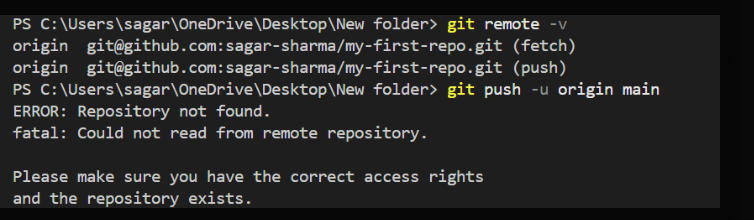 PS C:\Users\sagar\OneDrive\Desktop\New folder> git remote -v
origin  git@github.com:sagar-sharma/my-first-repo.git (fetch)
origin  git@github.com:sagar-sharma/my-first-repo.git (push)
PS C:\Users\sagar\OneDrive\Desktop\New folder> git push -u origin main
ERROR: Repository not found.
fatal: Could not read from remote repository.

Please make sure you have the correct access rights
and the repository exists.